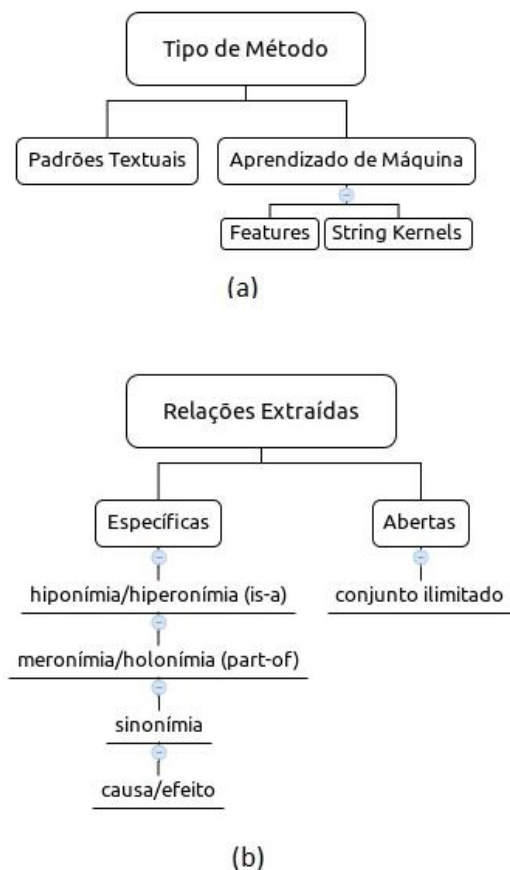 Tipo de Método
Padrões Textuais
Aprendizado de Máquina
Features
String Kernels
(a)
Relações Extraídas
Específicas
Abertas
hiponímia/hiperonímia (is-a)
conjunto ilimitado
meronímia/holonímia (part-of)
sinonímia
causa/efeito
(b)